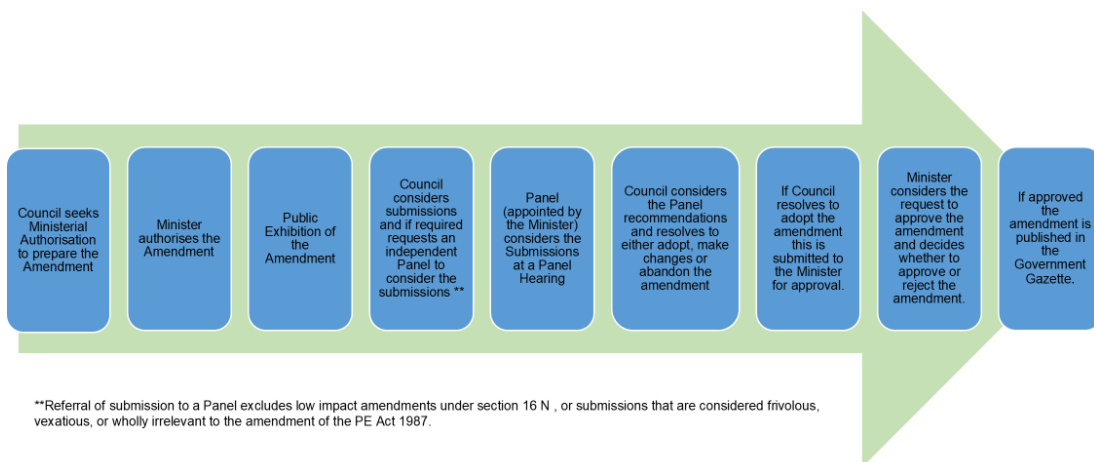 Council seeks
Ministerial
Authorisation
to prepare the
Amendment
Minister
authorises the
Amendment
Public
Exhibition of
the
Amendment
Council
considers
submissions
and if required
requests an
independent
Panel to
consider the
submissions **
Panel
(appointed by
the Minister)
considers the
Submissions
at a Panel
Hearing
Council considers
the Panel
recommendations
and resolves to
either adopt, make
changes or
abandon the
amendment
If Council
resolves to
adopt the
amendment
this is
submitted to
the Minister
for approval.
Minister
considers the
request to
approve the
amendment
and decides
whether to
approve or
reject the
amendment.
If approved
the
amendment is
published in
the
Government
Gazette.
**Referral of submission to a Panel excludes low impact amendments under section 16 N , or submissions that are considered frivolous,
vexatious, or wholly irrelevant to the amendment of the PE Act 1987.